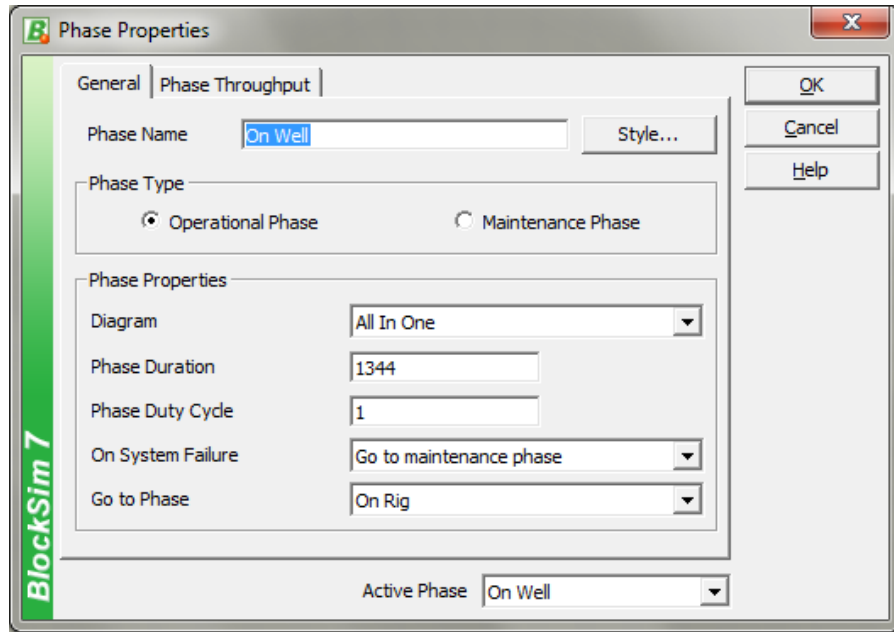 Phase Properties
General
Phase Throughput
Phase Name
On Well
Style...
OK
Cancel
Help
Phase Type
Operational Phase
Maintenance Phase
Phase Properties
Diagram
All In One
Phase Duration
1344
Phase Duty Cycle
1
On System Failure
Go to maintenance phase
Go to Phase
On Rig
Active Phase
On Well
BlockSim 7